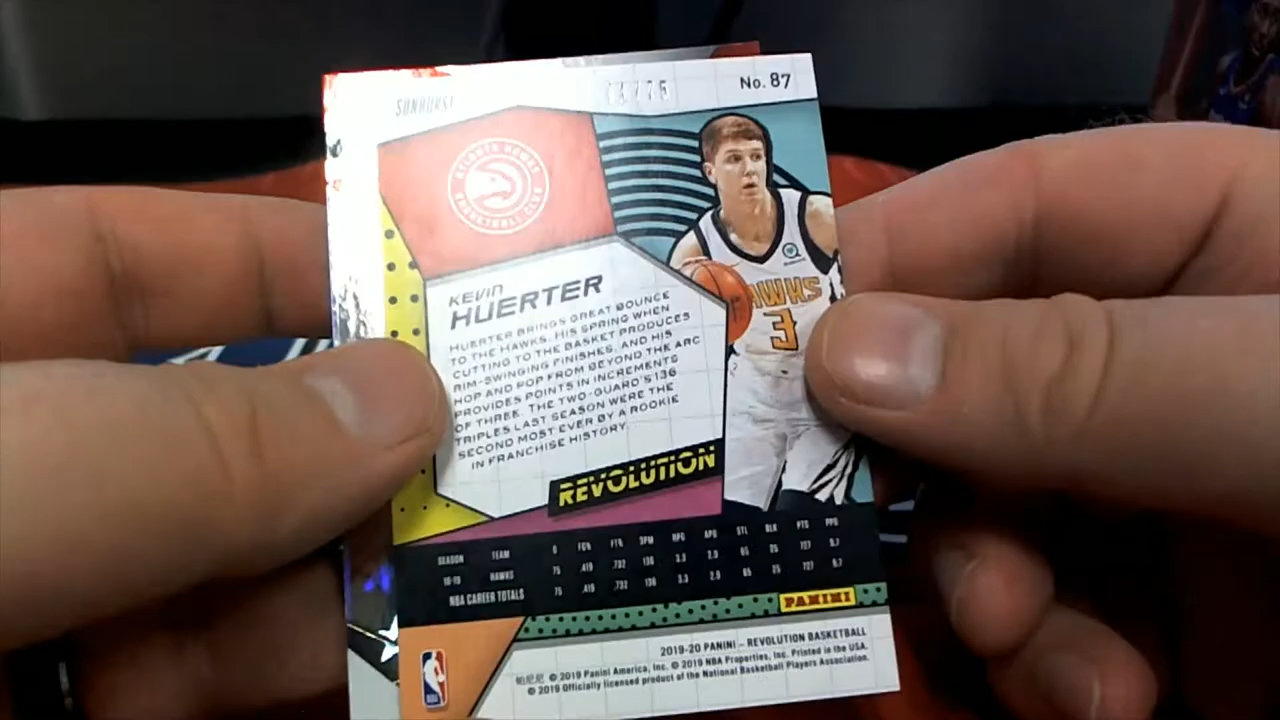 SUNBURST
/75
No. 87
ATLANTA HAWKS
BASKETBALL CLUB
HAWKS
3
KEVIN
HUERTER
HUERTER BRINGS GREAT BOUNCE
TO THE HAWKS. HIS SPRING WHEN
CUTTING TO THE BASKET PRODUCES
RIM-SWINGING FINISHES, AND HIS
HOP AND POP FROM BEYOND THE ARC
PROVIDES POINTS IN INCREMENTS
OF THREE. THE TWO-GUARD'S 136
TRIPLES LAST SEASON WERE THE
SECOND MOST EVER BY A ROOKIE
IN FRANCHISE HISTORY.
REVOLUTION
SEASON TEAM G FG% FT% 3PM RPG APG STL BLK PTS PPG
18-19 HAWKS 75 .419 .732 136 3.3 2.9 65 25 727 9.7
NBA CAREER TOTALS 75 .419 .732 136 3.3 2.9 65 25 727 9.7
PANINI
2019-20 PANINI – REVOLUTION BASKETBALL
帕尼尼 © 2019 Panini America, Inc. © 2019 NBA Properties, Inc. Printed in the USA.
© 2019 Officially licensed product of the National Basketball Players Association.
NBA